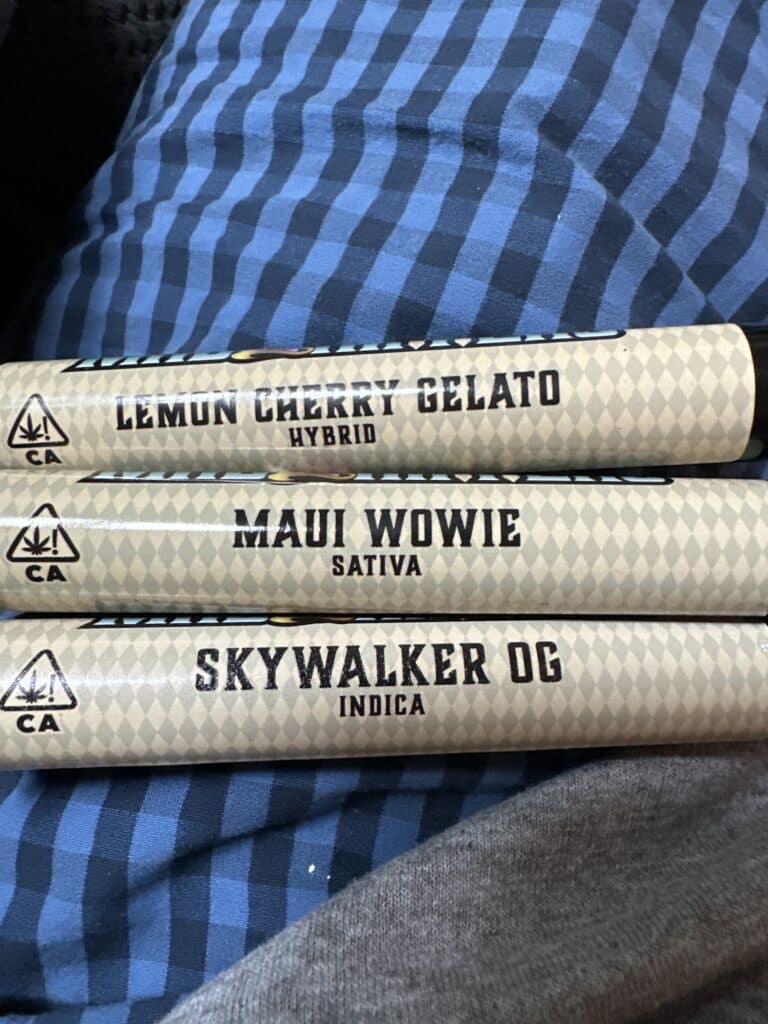 LEMON CHERRY GELATO
HYBRID
CA
MAUI WOWIE
SATIVA
CA
SKYWALKER OG
INDICA
CA